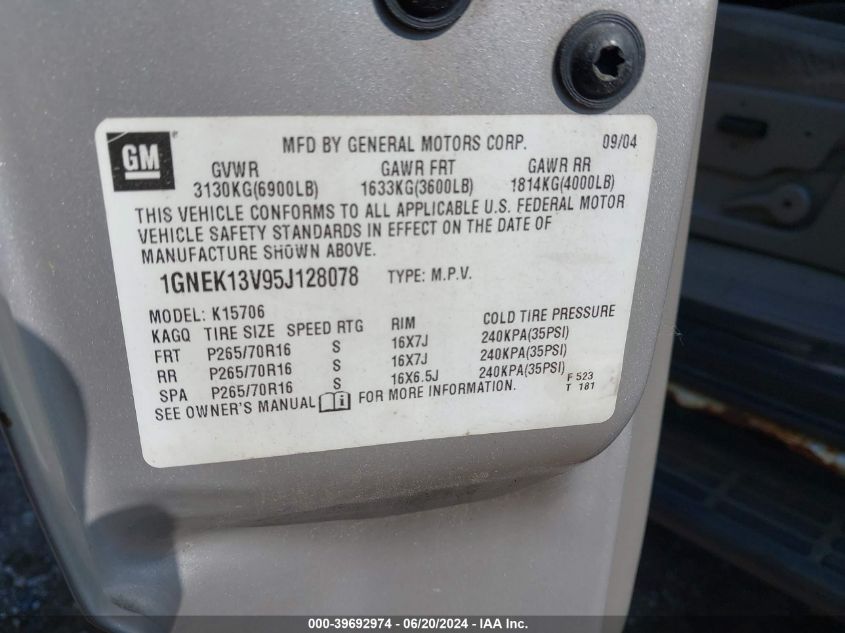 GM
MFD BY GENERAL MOTORS CORP. 09/04
GVWR GAWR FRT GAWR RR
3130KG(6900LB) 1633KG(3600LB) 1814KG(4000LB)
THIS VEHICLE CONFORMS TO ALL APPLICABLE U.S. FEDERAL MOTOR
VEHICLE SAFETY STANDARDS IN EFFECT ON THE DATE OF
MANUFACTURE SHOWN ABOVE.
1GNEK13V95J128078 TYPE: M.P.V.
MODEL: K15706
KAGQ TIRE SIZE SPEED RTG RIM COLD TIRE PRESSURE
FRT P265/70R16 S 16X7J 240KPA(35PSI)
RR P265/70R16 S 16X7J 240KPA(35PSI)
SPA P265/70R16 S 16X6.5J 240KPA(35PSI)
SEE OWNER'S MANUAL FOR MORE INFORMATION.
F 523
T 181
000-39692974 - 06/20/2024 - IAA Inc.